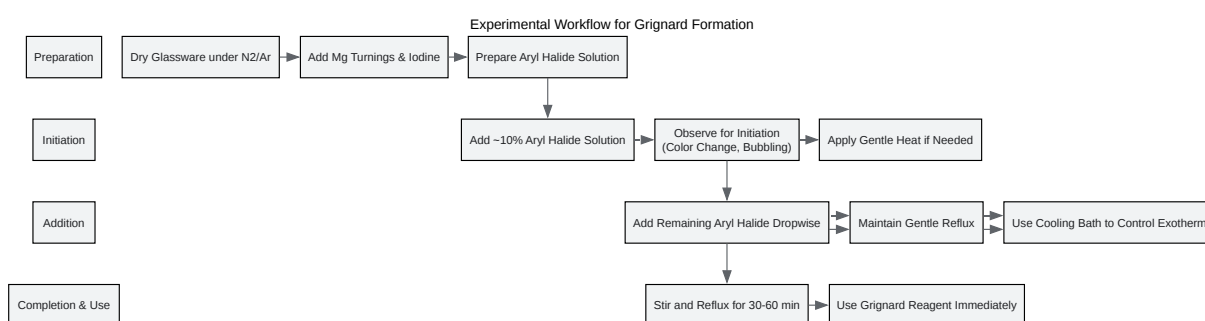 Experimental Workflow for Grignard Formation
Preparation
Dry Glassware under N2/Ar
Add Mg Turnings & Iodine
Prepare Aryl Halide Solution
Initiation
Add ~10% Aryl Halide Solution
Observe for Initiation
(Color Change, Bubbling)
Apply Gentle Heat if Needed
Addition
Add Remaining Aryl Halide Dropwise
Maintain Gentle Reflux
Use Cooling Bath to Control Exotherm
Completion & Use
Stir and Reflux for 30-60 min
Use Grignard Reagent Immediately